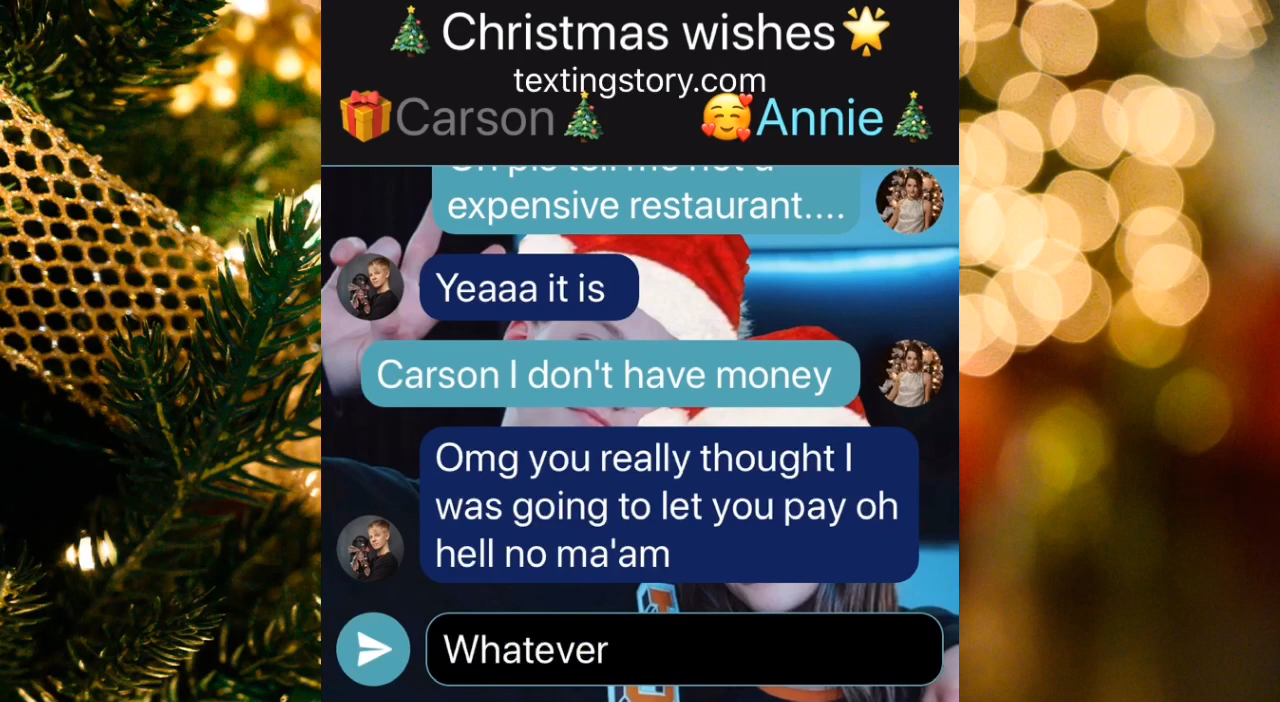 🎄Christmas wishes🌟
textingstory.com
🎁Carson🎄 🥰Annie🎄
expensive restaurant....
Yeaaa it is
Carson I don't have money
Omg you really thought I
was going to let you pay oh
hell no ma'am
Whatever